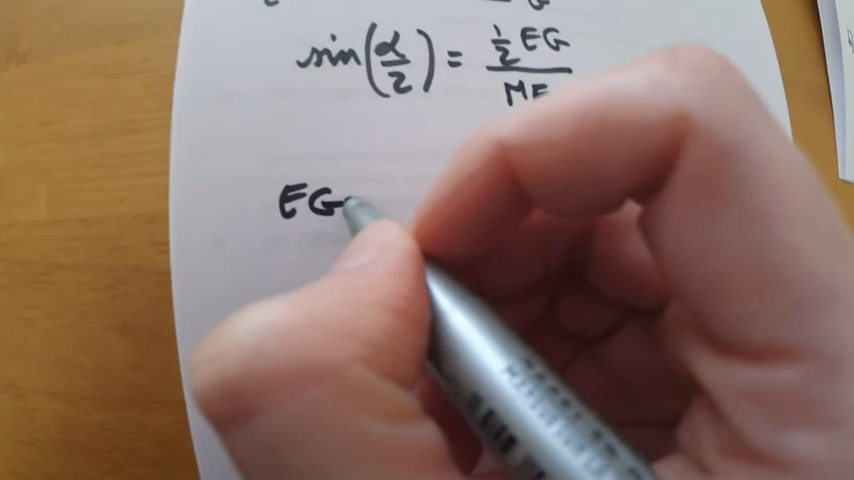 sin(α/2) = ½EG / ME
EG